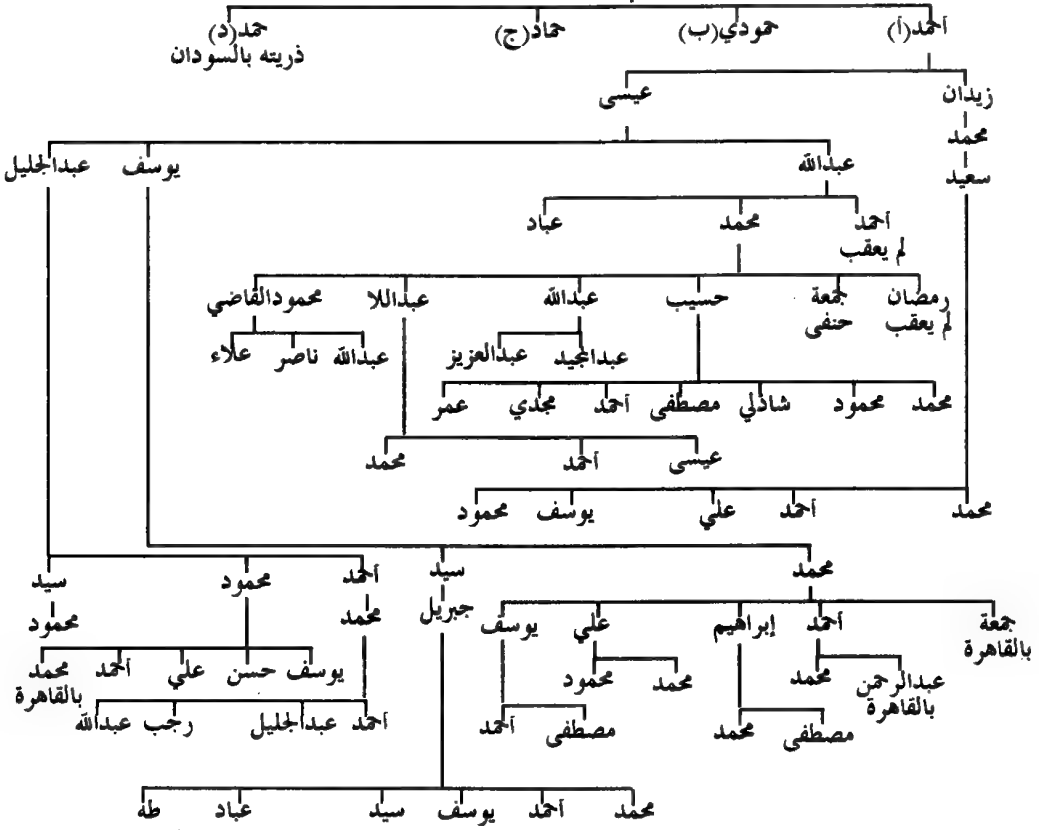 أحمد(أ) حمودي(ب) حماد(ج) حمد(د)
ذريته بالسودان
زيدان عيسى
محمد
عبدالله يوسف عبدالجليل
سعيد
أحمد محمد عباد
لم يعقب
رمضان جمعة حسيب عبدالله عبداللا محمودالقاضي
لم يعقب حنفى
عبدالمجيد عبدالعزيز عبدالله ناصر علاء
محمد محمود شاذلي مصطفى أحمد مجدي عمر
عيسى أحمد محمد
محمد أحمد علي يوسف محمود
محمد سيد أحمد محمود سيد
جمعة أحمد إبراهيم علي يوسف جبريل محمد محمود
بالقاهرة
عبدالرحمن محمد محمد محمود يوسف حسن علي أحمد محمد
بالقاهرة بالقاهرة
مصطفى محمد مصطفى أحمد أحمد عبدالجليل رجب عبدالله
محمد أحمد يوسف سيد عباد طه